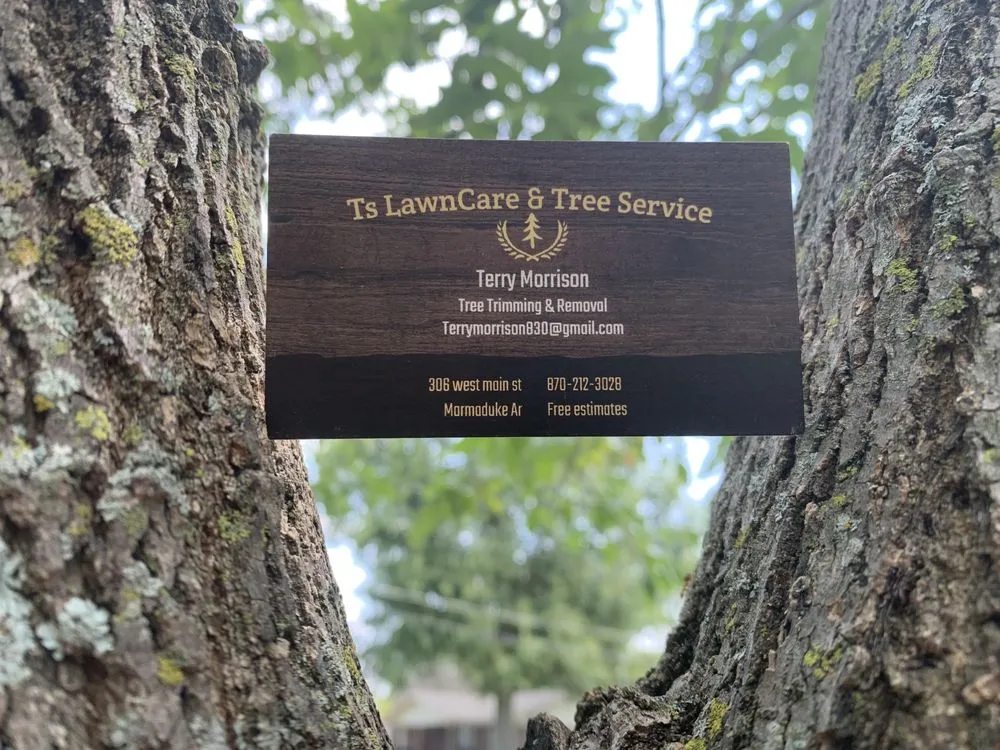 Ts LawnCare & Tree Service
Terry Morrison
Tree Trimming & Removal
Terrymorrison830@gmail.com
306 west main st 870-212-3028
Marmaduke Ar Free estimates